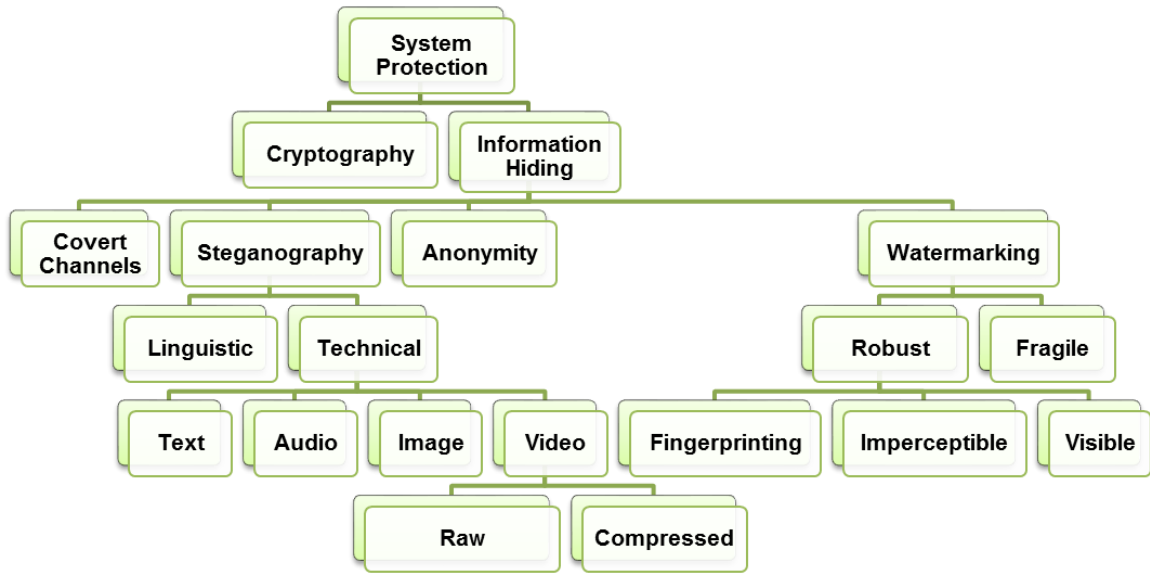 System
Protection
Cryptography
Information
Hiding
Covert
Channels
Steganography
Anonymity
Watermarking
Linguistic
Technical
Robust
Fragile
Text
Audio
Image
Video
Fingerprinting
Imperceptible
Visible
Raw
Compressed